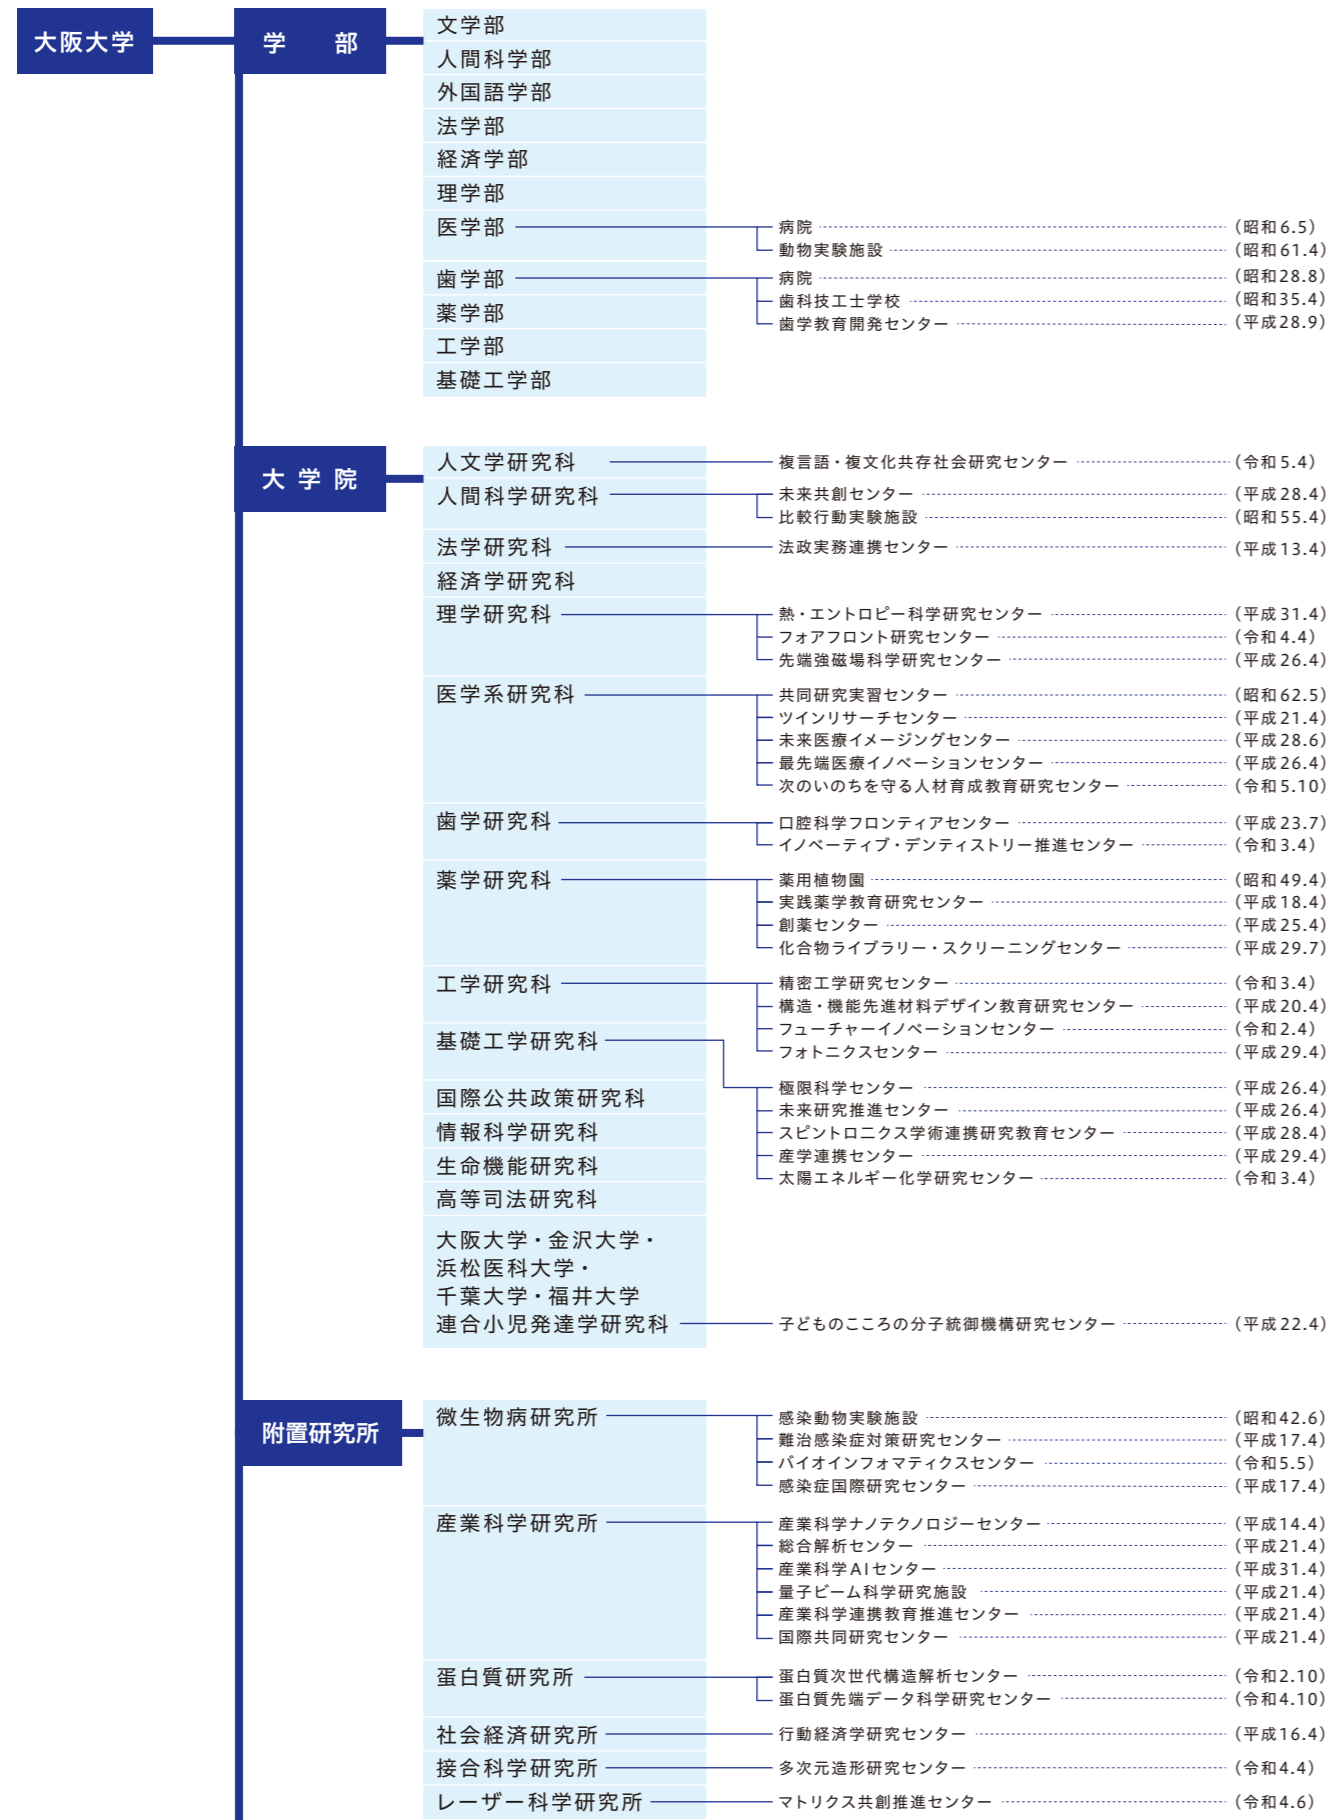 大阪大学
学 部
文学部
人間科学部
外国語学部
法学部
経済学部
理学部
医学部
病院 (昭和6.5)
動物実験施設 (昭和61.4)
歯学部
病院 (昭和28.8)
歯科技工士学校 (昭和35.4)
歯学教育開発センター (平成28.9)
薬学部
工学部
基礎工学部
大学院
人文学研究科
複言語・複文化共存社会研究センター (令和5.4)
人間科学研究科
未来共創センター (平成28.4)
比較行動実験施設 (昭和55.4)
法学研究科
法政実務連携センター (平成13.4)
経済学研究科
理学研究科
熱・エントロピー科学研究センター (平成31.4)
フォアフロント研究センター (令和4.4)
先端強磁場科学研究センター (平成26.4)
医学系研究科
共同研究実習センター (昭和62.5)
ツインリサーチセンター (平成21.4)
未来医療イメージングセンター (平成28.6)
最先端医療イノベーションセンター (平成26.4)
次のいのちを守る人材育成教育研究センター (令和5.10)
歯学研究科
口腔科学フロンティアセンター (平成23.7)
イノベーティブ・デンティストリー推進センター (令和3.4)
薬学研究科
薬用植物園 (昭和49.4)
実践薬学教育研究センター (平成18.4)
創薬センター (平成25.4)
化合物ライブラリー・スクリーニングセンター (平成29.7)
工学研究科
精密工学研究センター (令和3.4)
構造・機能先進材料デザイン教育研究センター (平成20.4)
フューチャーイノベーションセンター (令和2.4)
フォトニクスセンター (平成29.4)
基礎工学研究科
極限科学センター (平成26.4)
未来研究推進センター (平成26.4)
スピントロニクス学術連携研究教育センター (平成28.4)
産学連携センター (平成29.4)
太陽エネルギー化学研究センター (令和3.4)
国際公共政策研究科
情報科学研究科
生命機能研究科
高等司法研究科
大阪大学・金沢大学・
浜松医科大学・
千葉大学・福井大学
連合小児発達学研究科
子どものこころの分子統御機構研究センター (平成22.4)
附置研究所
微生物病研究所
感染動物実験施設 (昭和42.6)
難治感染症対策研究センター (平成17.4)
バイオインフォマティクスセンター (令和5.5)
感染症国際研究センター (平成17.4)
産業科学研究所
産業科学ナノテクノロジーセンター (平成14.4)
総合解析センター (平成21.4)
産業科学AIセンター (平成31.4)
量子ビーム科学研究施設 (平成21.4)
産業科学連携教育推進センター (平成21.4)
国際共同研究センター (平成21.4)
蛋白質研究所
蛋白質次世代構造解析センター (令和2.10)
蛋白質先端データ科学研究センター (令和4.10)
社会経済研究所
行動経済学研究センター (平成16.4)
接合科学研究所
多次元造形研究センター (令和4.4)
レーザー科学研究所
マトリクス共創推進センター (令和4.6)